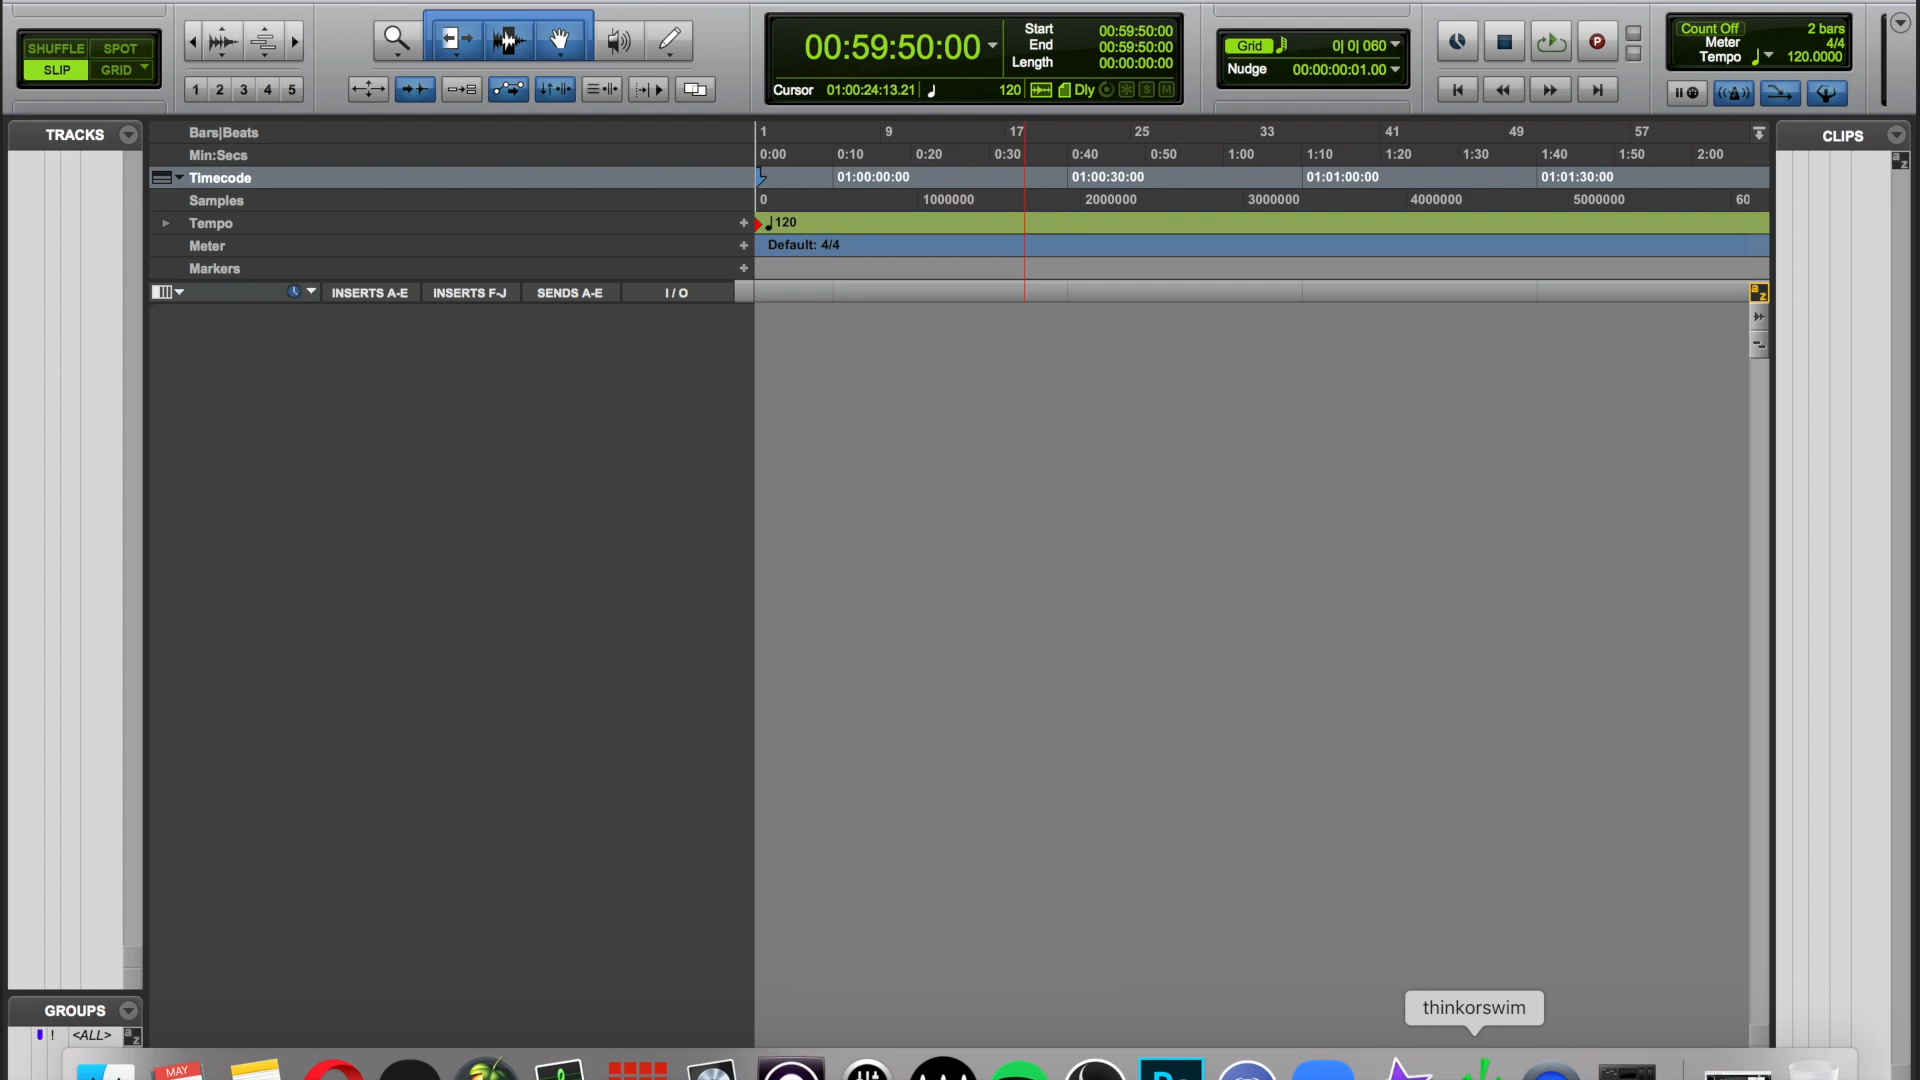 SHUFFLE SPOT
SLIP GRID
1 2 3 4 5
00:59:50:00
Start 00:59:50:00
End 00:59:50:00
Length 00:00:00:00
Cursor 01:00:24:13.21 120 Dly S M
Grid 0| 0| 060
Nudge 00:00:00:01.00
P
Count Off 2 bars
Meter 4/4
Tempo 120.0000
TRACKS
Bars|Beats 1 9 17 25 33 41 49 57
Min:Secs 0:00 0:10 0:20 0:30 0:40 0:50 1:00 1:10 1:20 1:30 1:40 1:50 2:00
Timecode 01:00:00:00 01:00:30:00 01:01:00:00 01:01:30:00
Samples 0 1000000 2000000 3000000 4000000 5000000 60
Tempo + 120
Meter + Default: 4/4
Markers +
INSERTS A-E INSERTS F-J SENDS A-E I / O
a z
CLIPS
a z
GROUPS
! <ALL> a z
thinkorswim
MAY